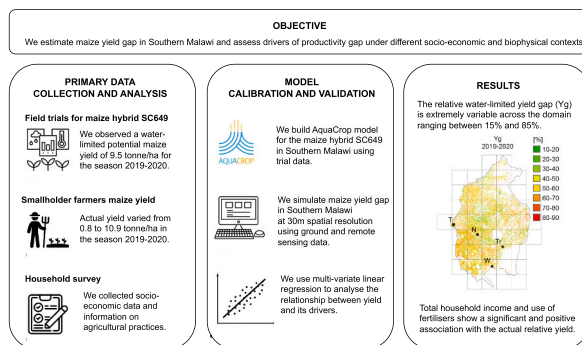 OBJECTIVE
We estimate maize yield gap in Southern Malawi and assess drivers of productivity gap under different socio-economic and biophysical contexts
PRIMARY DATA
COLLECTION AND ANALYSIS
Field trials for maize hybrid SC649
We observed a water-
limited potential maize
yield of 9.5 tonne/ha for
the season 2019-2020.
Smallholder farmers maize yield
Actual yield varied from
0.8 to 10.9 tonne/ha in
the season 2019-2020.
Household survey
We collected socio-
economic data and
information on
agricultural practices.
MODEL
CALIBRATION AND VALIDATION
AQUACROP
We build AquaCrop model
for the maize hybrid SC649
in Southern Malawi using
trial data.
We simulate maize yield gap
in Southern Malawi
at 30m spatial resolution
using ground and remote
sensing data.
We use multi-variate linear
regression to analyse the
relationship between yield
and its drivers.
RESULTS
The relative water-limited yield gap (Yg)
is extremely variable across the domain
ranging between 15% and 85%.
Yg
2019-2020
[%]
10-20
20-30
30-40
40-50
50-60
60-70
70-80
80-90
T
N
Tr
W
Total household income and use of
fertilisers show a significant and positive
association with the actual relative yield.